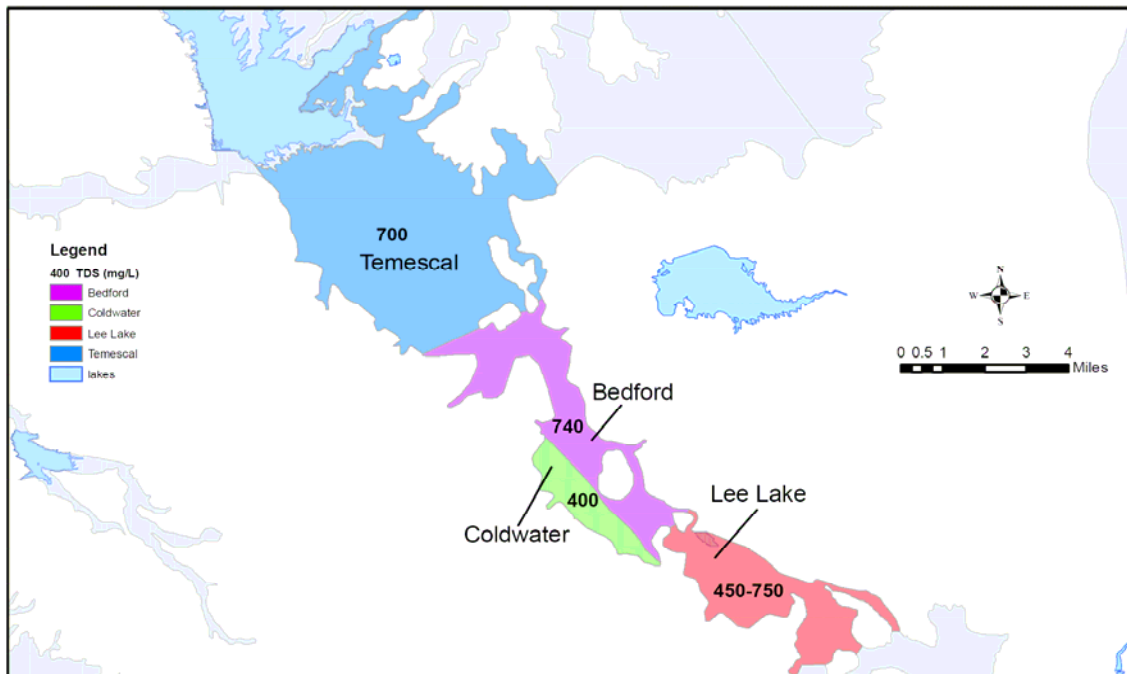 700
Temescal
Legend
400 TDS (mg/L)
Bedford
Coldwater
Lee Lake
Temescal
lakes
N
W E
S
0 0.5 1 2 3 4
Miles
Bedford
740
Lee Lake
400
Coldwater
450-750